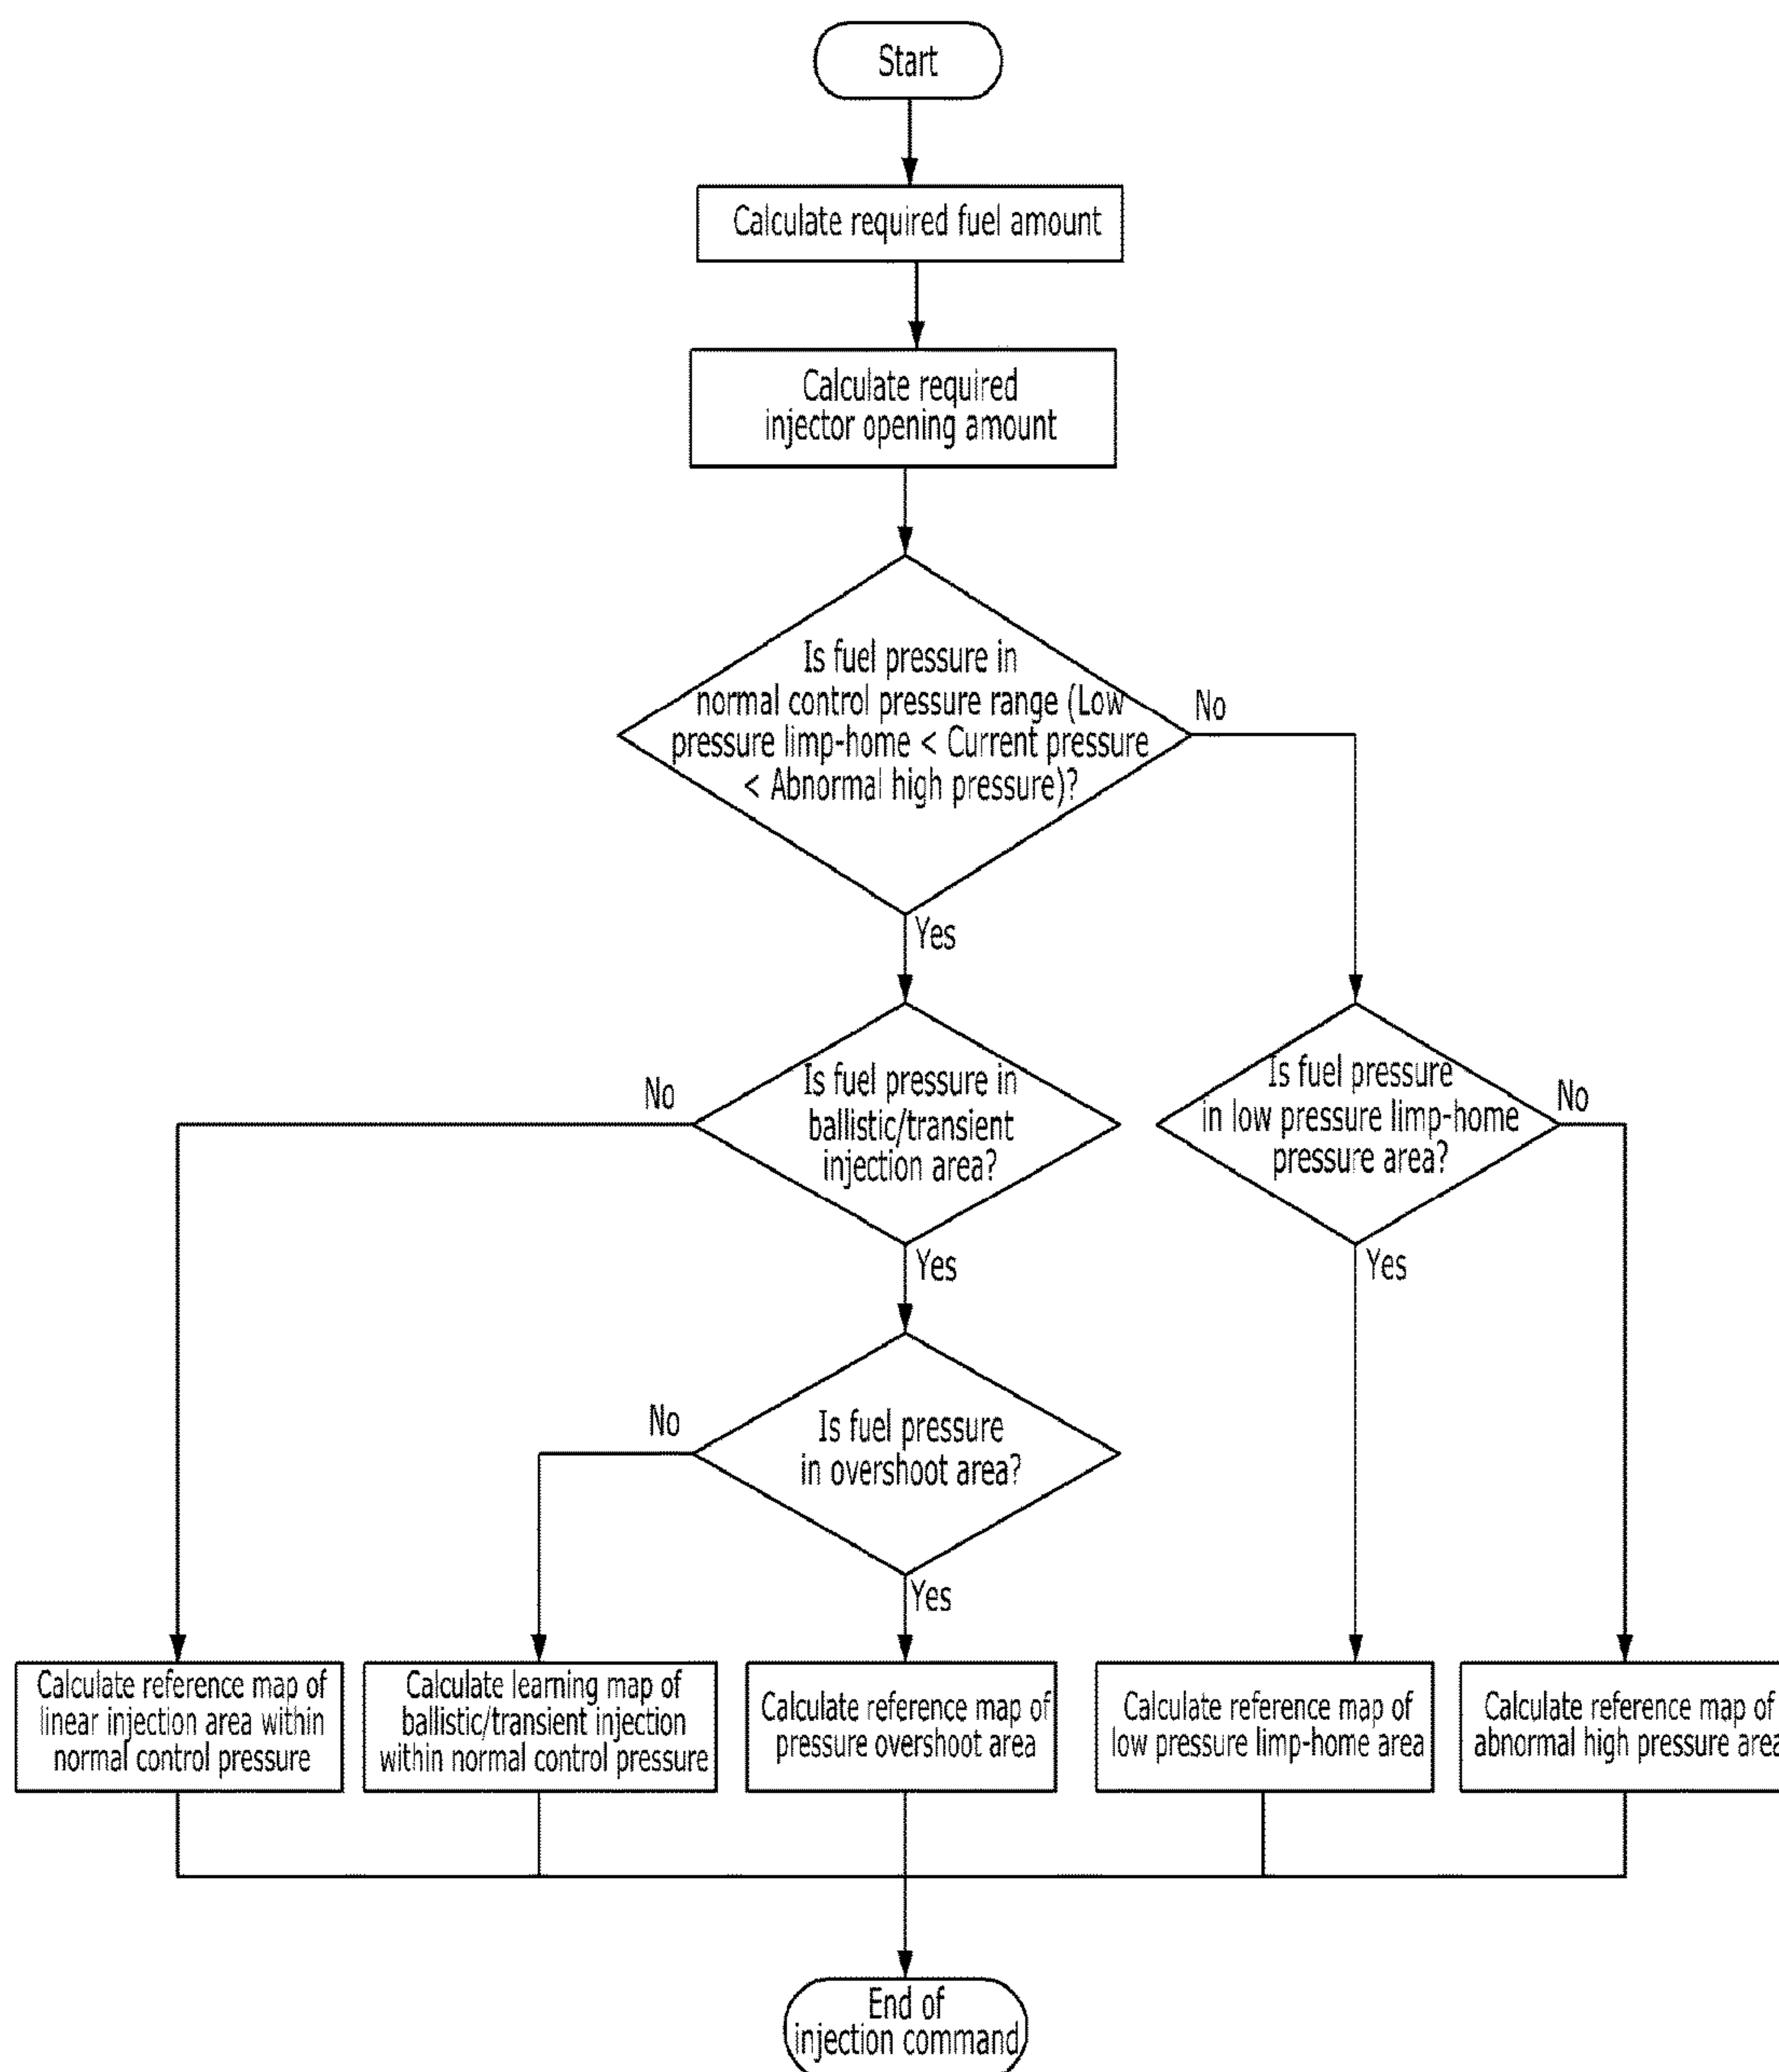 Start
Calculate required fuel amount
Calculate required
injector opening amount
Is fuel pressure in
normal control pressure range (Low
pressure limp-home < Current pressure
< Abnormal high pressure)?
No
Yes
Is fuel pressure in
ballistic/transient
injection area?
No
Yes
Is fuel pressure
in low pressure limp-home
pressure area?
No
Yes
Is fuel pressure
in overshoot area?
No
Yes
Calculate reference map of
linear injection area within
normal control pressure
Calculate learning map of
ballistic/transient injection
within normal control pressure
Calculate reference map of
pressure overshoot area
Calculate reference map of
low pressure limp-home area
Calculate reference map of
abnormal high pressure area
End of
injection command